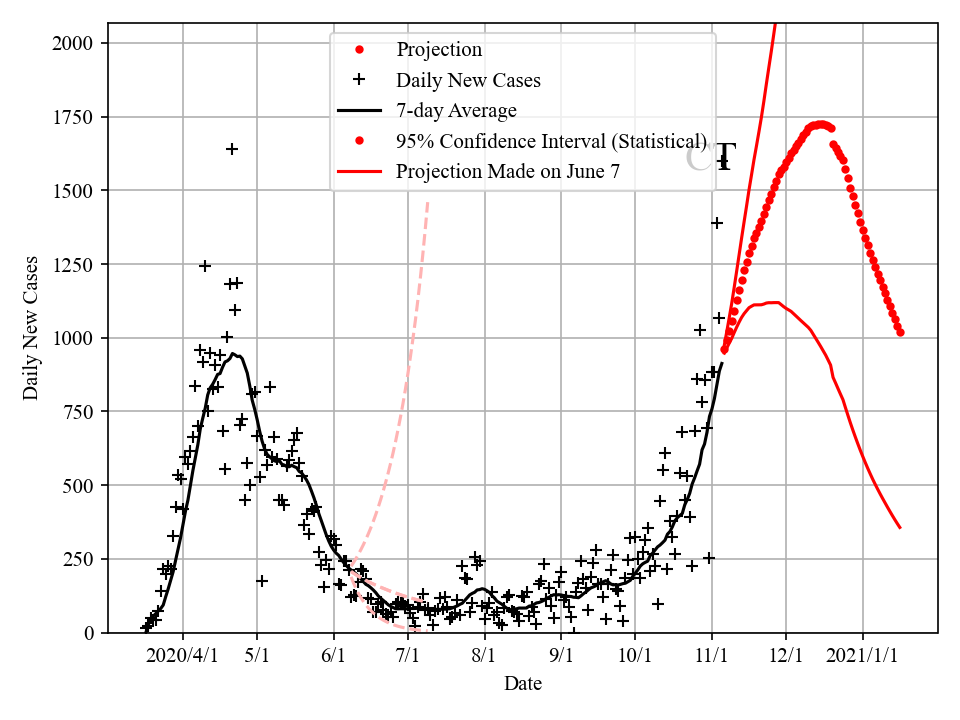 2000
1750
1500
1250
1000
750
500
250
0
Daily New Cases
Projection
Daily New Cases
7-day Average
95% Confidence Interval (Statistical)
Projection Made on June 7
CT
2020/4/1 5/1 6/1 7/1 8/1 9/1 10/1 11/1 12/1 2021/1/1
Date